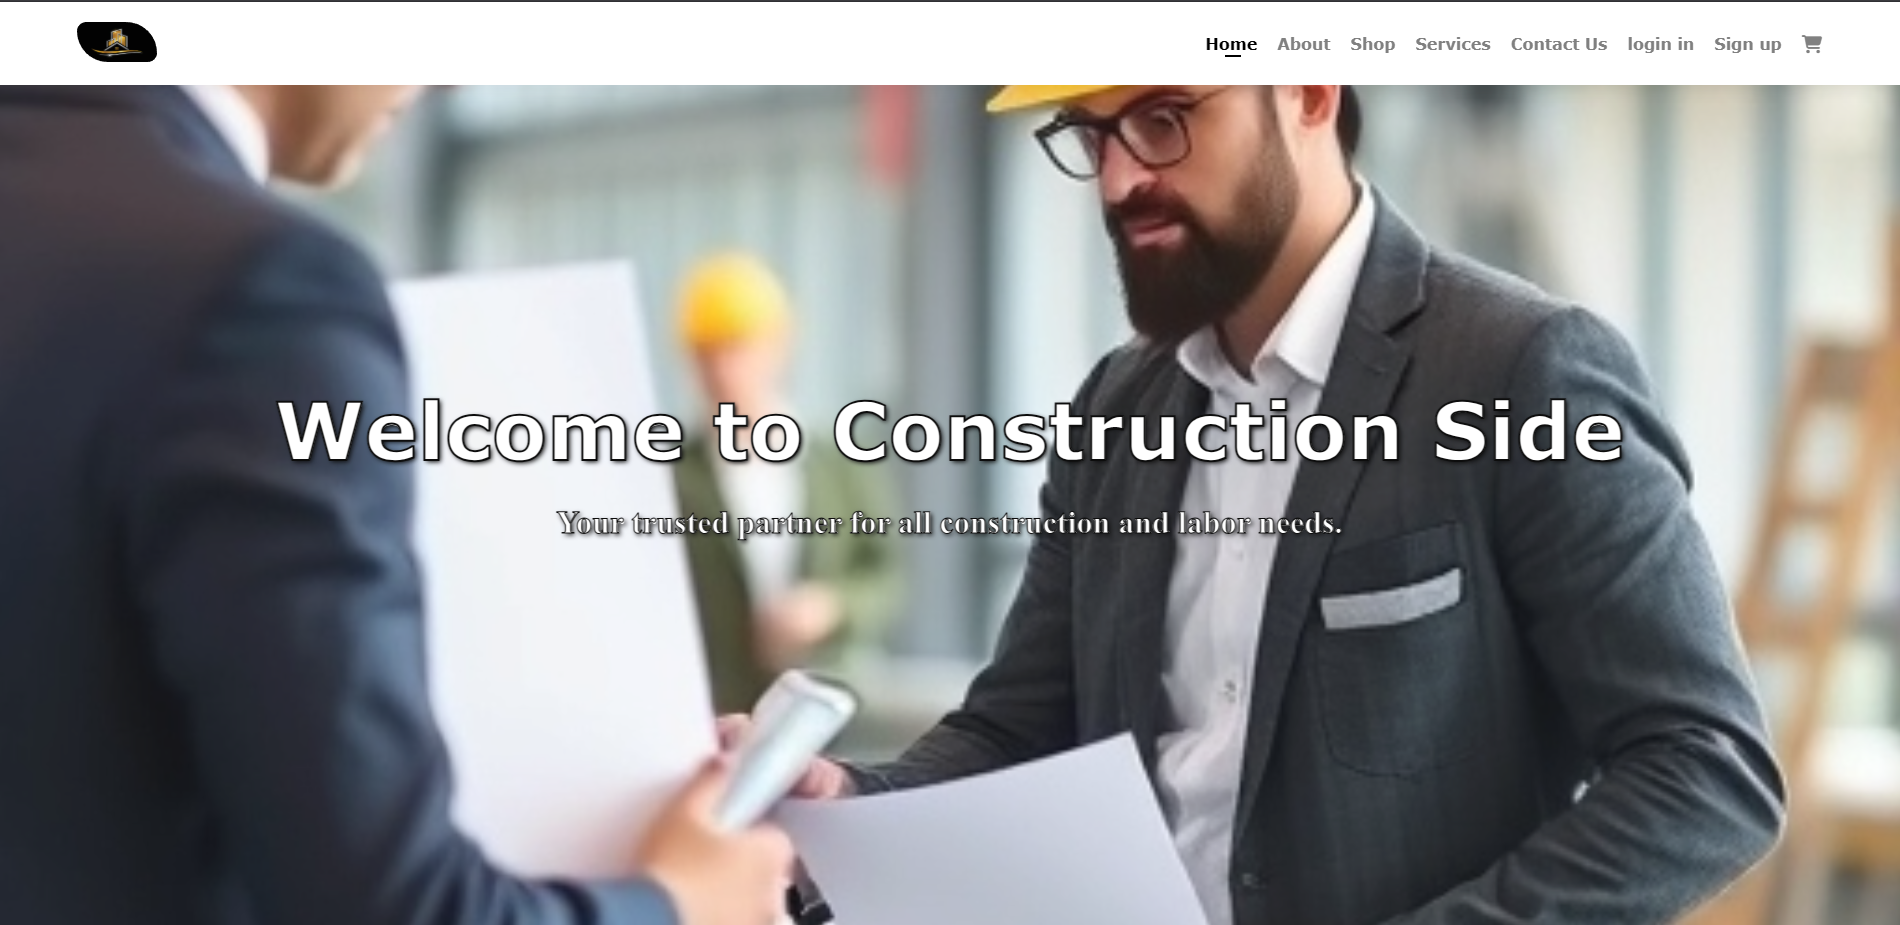 Home About Shop Services Contact Us login in Sign up
Welcome to Construction Side
Your trusted partner for all construction and labor needs.